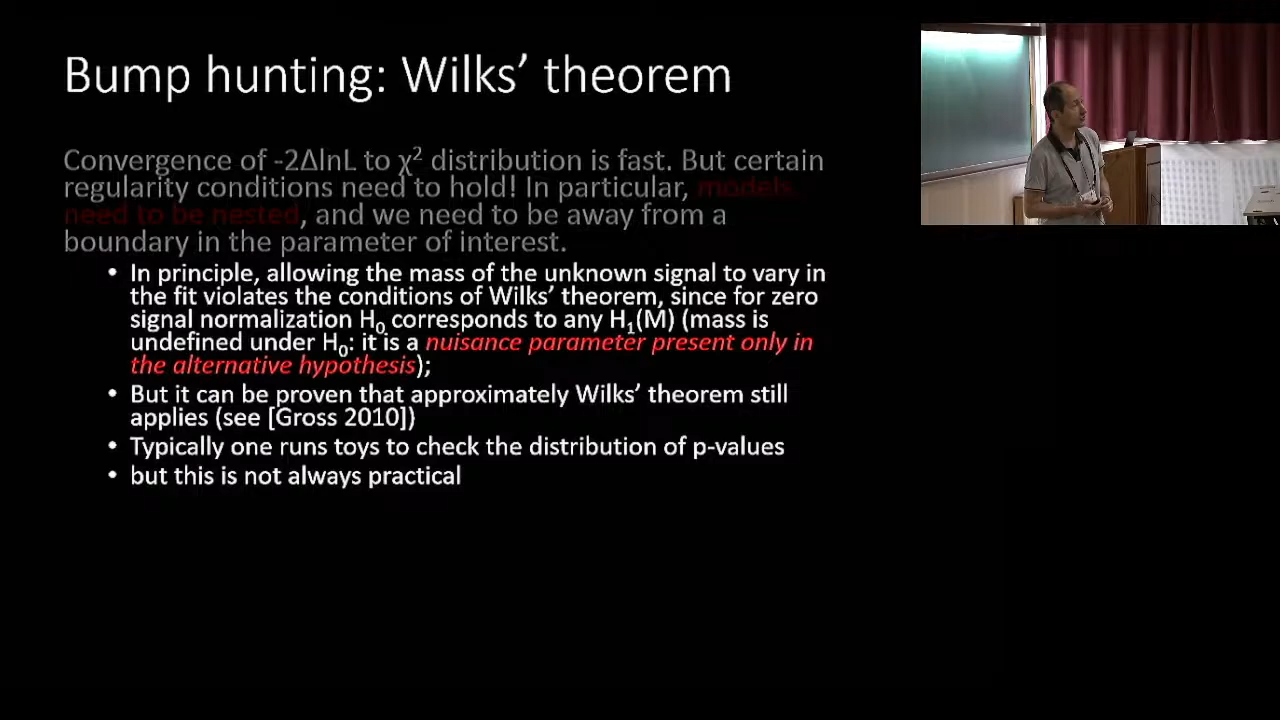 Bump hunting: Wilks’ theorem
Convergence of -2ΔlnL to χ² distribution is fast. But certain
regularity conditions need to hold! In particular, models
need to be nested, and we need to be away from a
boundary in the parameter of interest.
• In principle, allowing the mass of the unknown signal to vary in
the fit violates the conditions of Wilks’ theorem, since for zero
signal normalization H₀ corresponds to any H₁(M) (mass is
undefined under H₀: it is a nuisance parameter present only in
the alternative hypothesis);
• But it can be proven that approximately Wilks’ theorem still
applies (see [Gross 2010])
• Typically one runs toys to check the distribution of p-values
• but this is not always practical